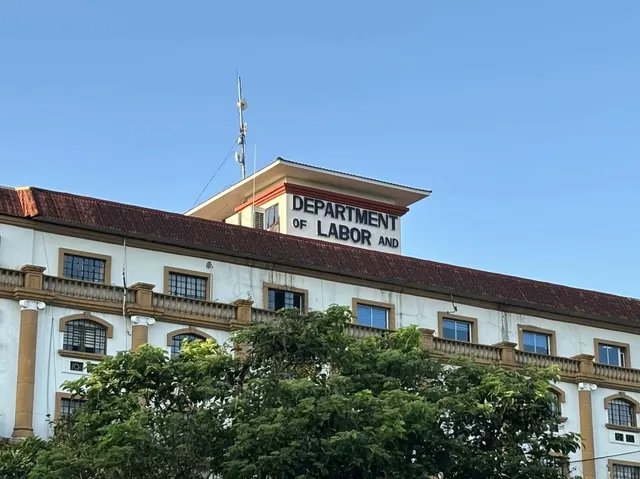 DEPARTMENT
OF LABOR AND